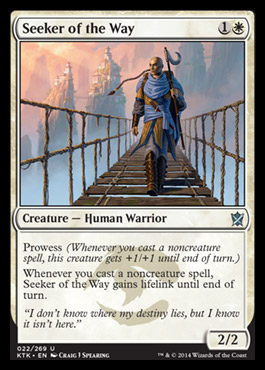 Seeker of the Way 1
Creature — Human Warrior
Prowess (Whenever you cast a noncreature
spell, this creature gets +1/+1 until end of turn.)
Whenever you cast a noncreature spell,
Seeker of the Way gains lifelink until end of
turn.
"I don't know where my destiny lies, but I know
it isn't here."
2/2
022/269 U
KTK • EN CRAIG J SPEARING ™ & © 2014 Wizards of the Coast